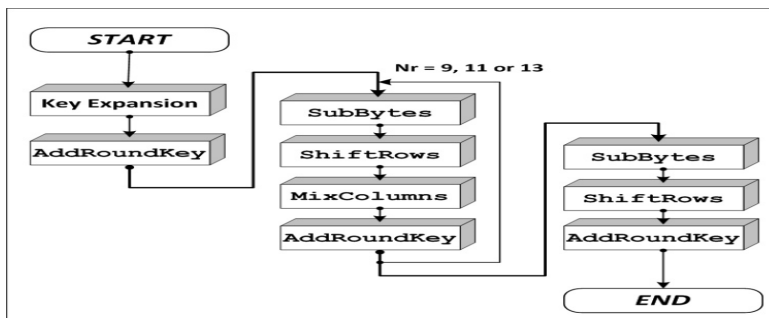 START
Key Expansion
AddRoundKey
Nr = 9, 11 or 13
SubBytes
ShiftRows
MixColumns
AddRoundKey
SubBytes
ShiftRows
AddRoundKey
END